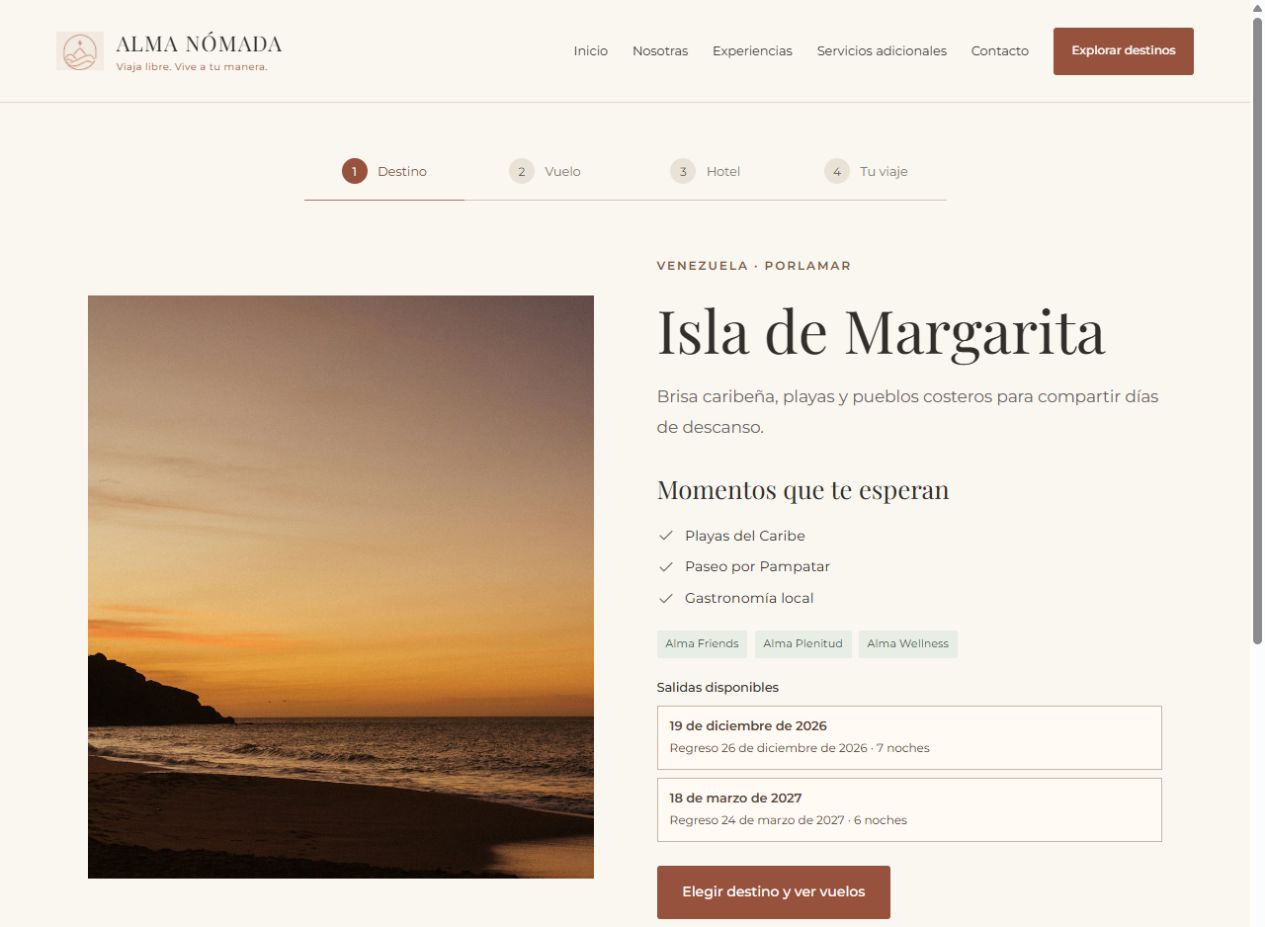 ALMA NÓMADA
Viaja libre. Vive a tu manera.
Inicio
Nosotras
Experiencias
Servicios adicionales
Contacto
Explorar destinos
1 Destino
2 Vuelo
3 Hotel
4 Tu viaje
VENEZUELA · PORLAMAR
Isla de Margarita
Brisa caribeña, playas y pueblos costeros para compartir días
de descanso.
Momentos que te esperan
Playas del Caribe
Paseo por Pampatar
Gastronomía local
Alma Friends
Alma Plenitud
Alma Wellness
Salidas disponibles
19 de diciembre de 2026
Regreso 26 de diciembre de 2026 · 7 noches
18 de marzo de 2027
Regreso 24 de marzo de 2027 · 6 noches
Elegir destino y ver vuelos